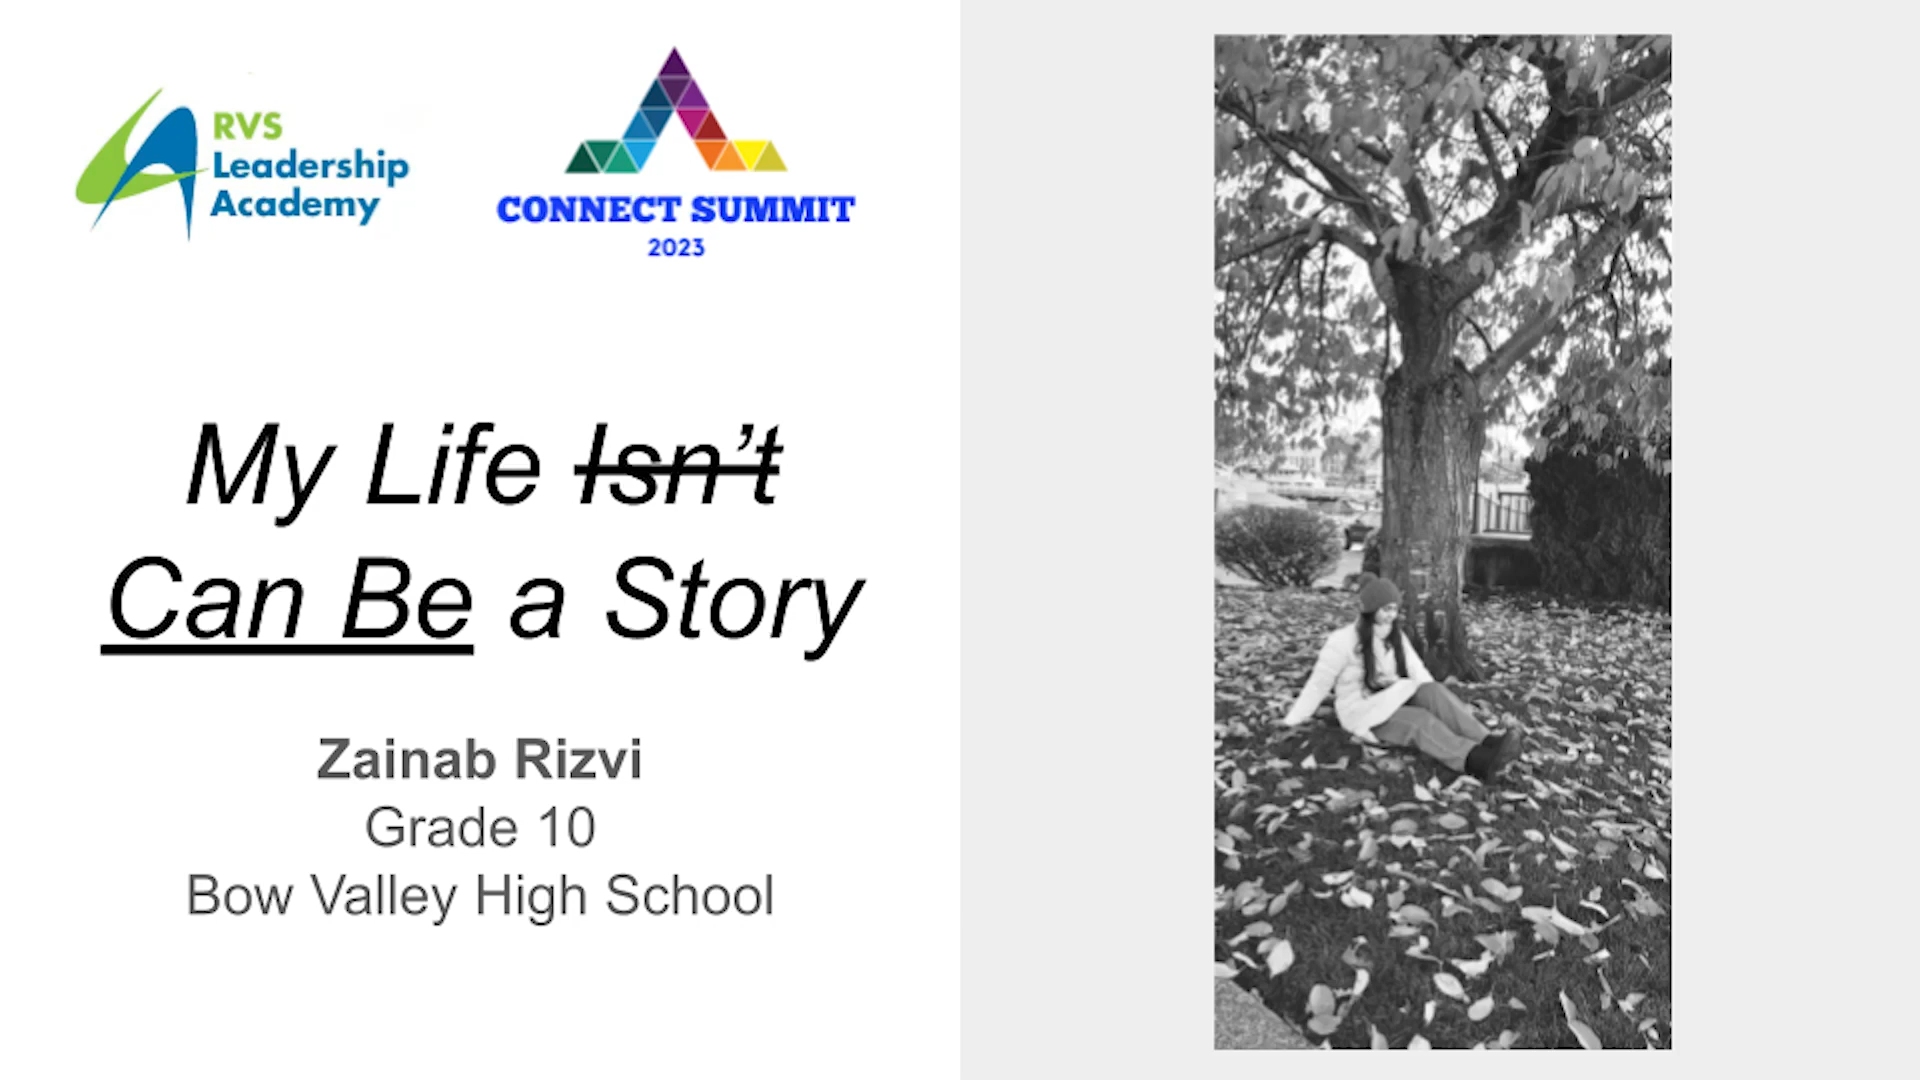 RVS
Leadership
Academy
CONNECT SUMMIT
2023
My Life Isn’t
Can Be a Story
Zainab Rizvi
Grade 10
Bow Valley High School